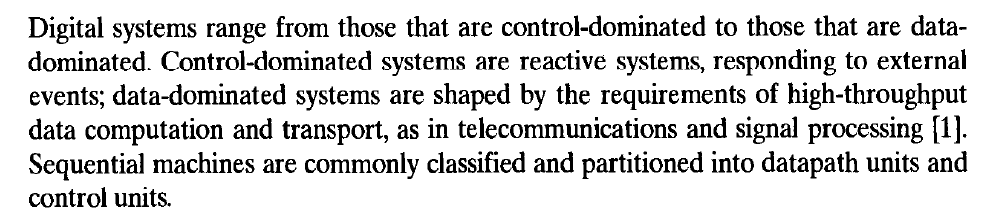 Digital systems range from those that are control-dominated to those that are data-
dominated. Control-dominated systems are reactive systems, responding to external
events; data-dominated systems are shaped by the requirements of high-throughput
data computation and transport, as in telecommunications and signal processing [1].
Sequential machines are commonly classified and partitioned into datapath units and
control units.